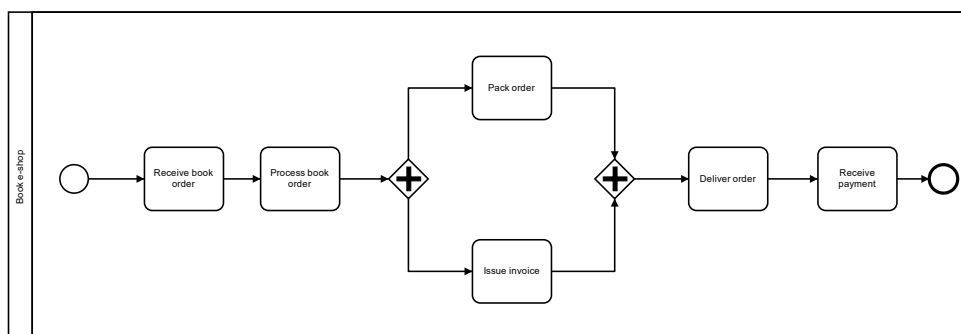 Book e-shop
Receive book
order
Process book
order
Pack order
Issue invoice
Deliver order
Receive
payment